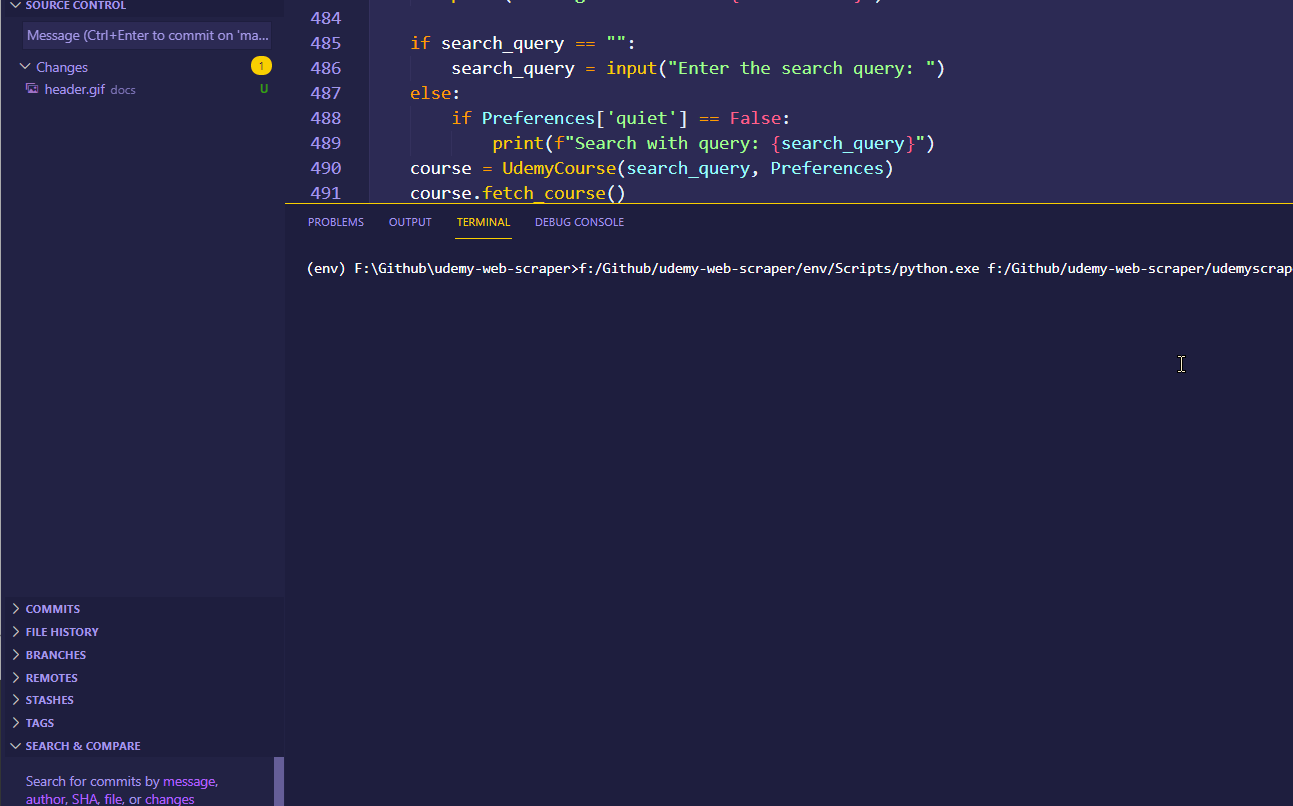 SOURCE CONTROL
Message (Ctrl+Enter to commit on 'ma...
Changes
1
header.gif docs
U
COMMITS
FILE HISTORY
BRANCHES
REMOTES
STASHES
TAGS
SEARCH & COMPARE
Search for commits by message,
author, SHA, file, or changes
484
485 if search_query == "":
486 search_query = input("Enter the search query: ")
487 else:
488 if Preferences['quiet'] == False:
489 print(f"Search with query: {search_query}")
490 course = UdemyCourse(search_query, Preferences)
491 course.fetch_course()
PROBLEMS OUTPUT TERMINAL DEBUG CONSOLE
(env) F:\Github\udemy-web-scraper>f:/Github/udemy-web-scraper/env/Scripts/python.exe f:/Github/udemy-web-scraper/udemyscrap